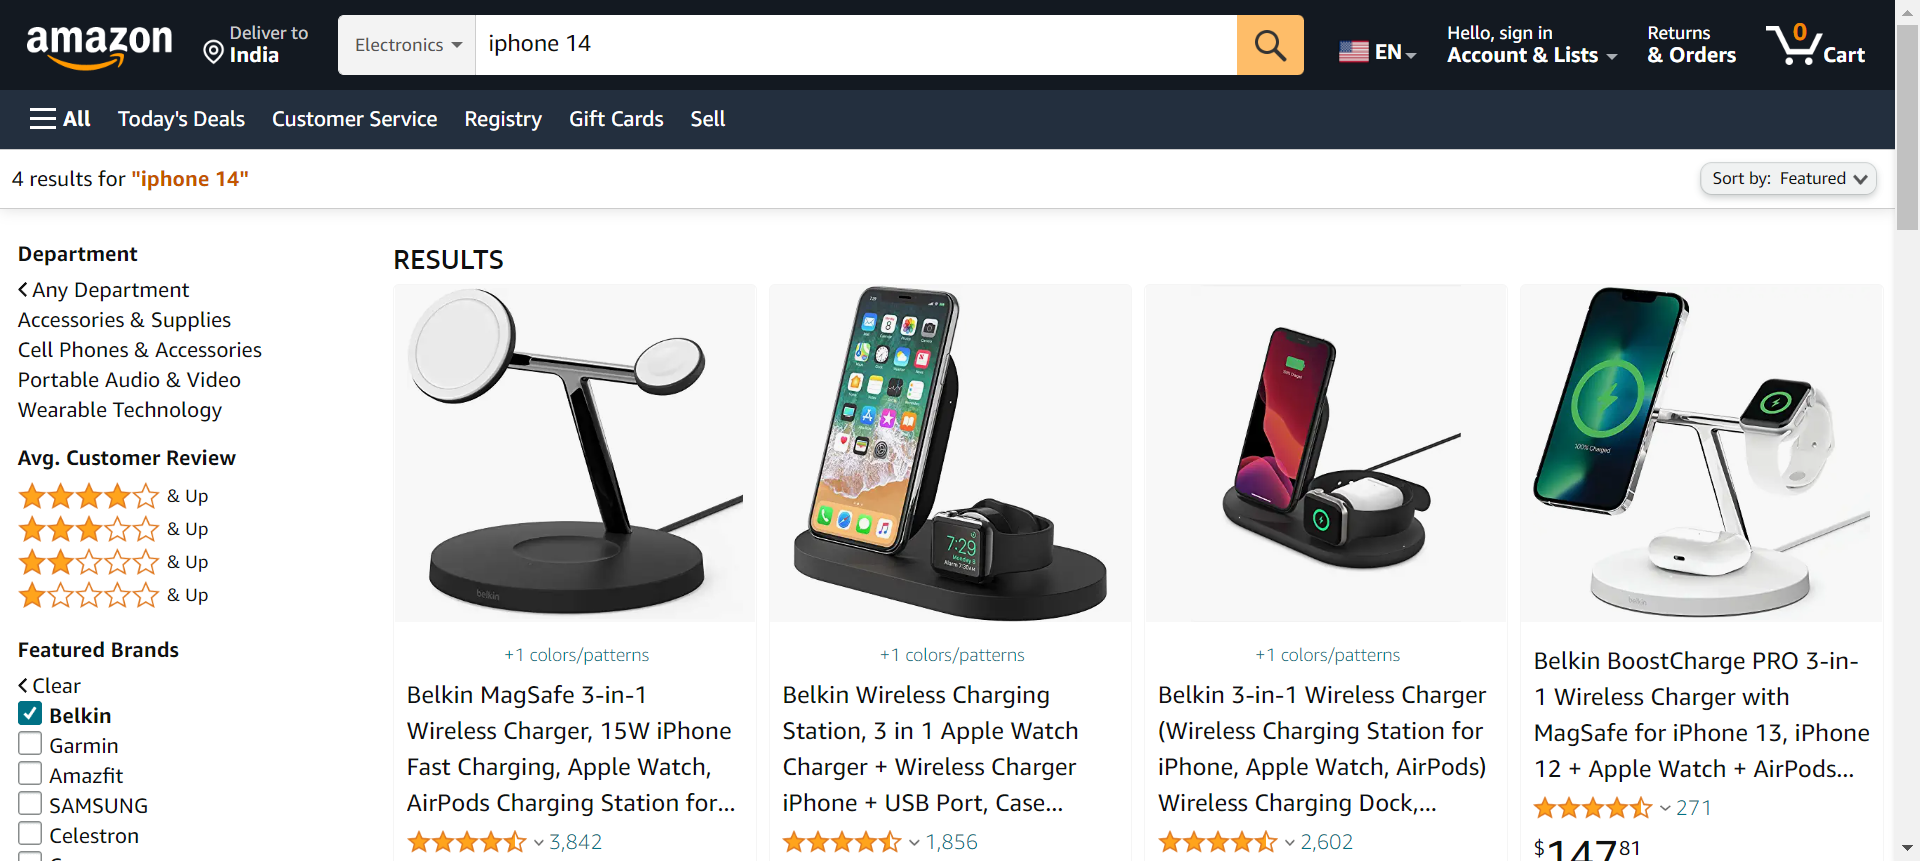 amazon
Deliver to
India
Electronics
iphone 14
EN
Hello, sign in
Account & Lists
Returns
& Orders
0
Cart
All
Today's Deals
Customer Service
Registry
Gift Cards
Sell
4 results for "iphone 14"
Sort by: Featured
Department
Any Department
Accessories & Supplies
Cell Phones & Accessories
Portable Audio & Video
Wearable Technology
Avg. Customer Review
& Up
& Up
& Up
& Up
Featured Brands
Clear
Belkin
Garmin
Amazfit
SAMSUNG
Celestron
RESULTS
belkin
7:29
100% Charged
belkin
+1 colors/patterns
Belkin MagSafe 3-in-1
Wireless Charger, 15W iPhone
Fast Charging, Apple Watch,
AirPods Charging Station for...
3,842
+1 colors/patterns
Belkin Wireless Charging
Station, 3 in 1 Apple Watch
Charger + Wireless Charger
iPhone + USB Port, Case...
1,856
+1 colors/patterns
Belkin 3-in-1 Wireless Charger
(Wireless Charging Station for
iPhone, Apple Watch, AirPods)
Wireless Charging Dock,...
2,602
Belkin BoostCharge PRO 3-in-
1 Wireless Charger with
MagSafe for iPhone 13, iPhone
12 + Apple Watch + AirPods...
271
$147.81